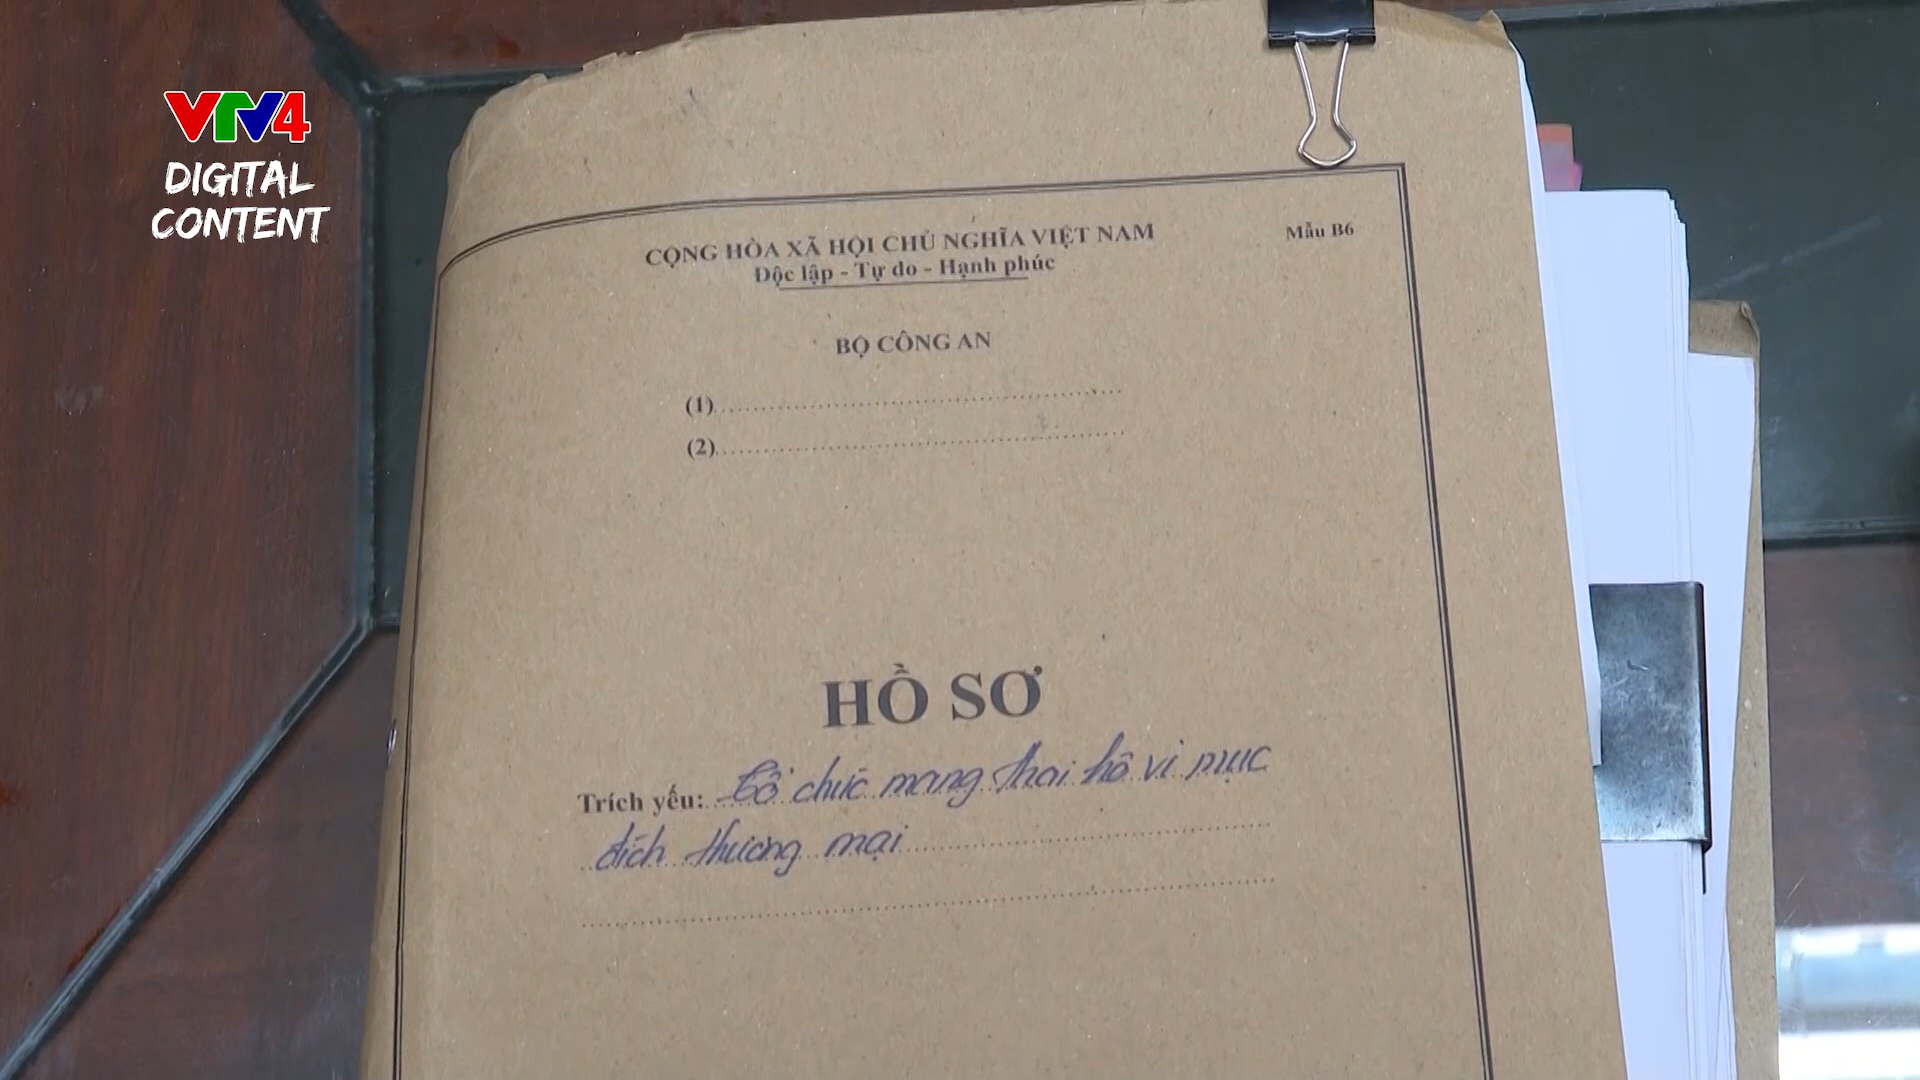 VTV4
DIGITAL
CONTENT
CỘNG HÒA XÃ HỘI CHỦ NGHĨA VIỆT NAM
Mẫu B6
Độc lập - Tự do - Hạnh phúc
BỘ CÔNG AN
(1)
(2)
HỒ SƠ
Trích yếu: Tổ chức mang thai hộ vì mục
đích thương mại